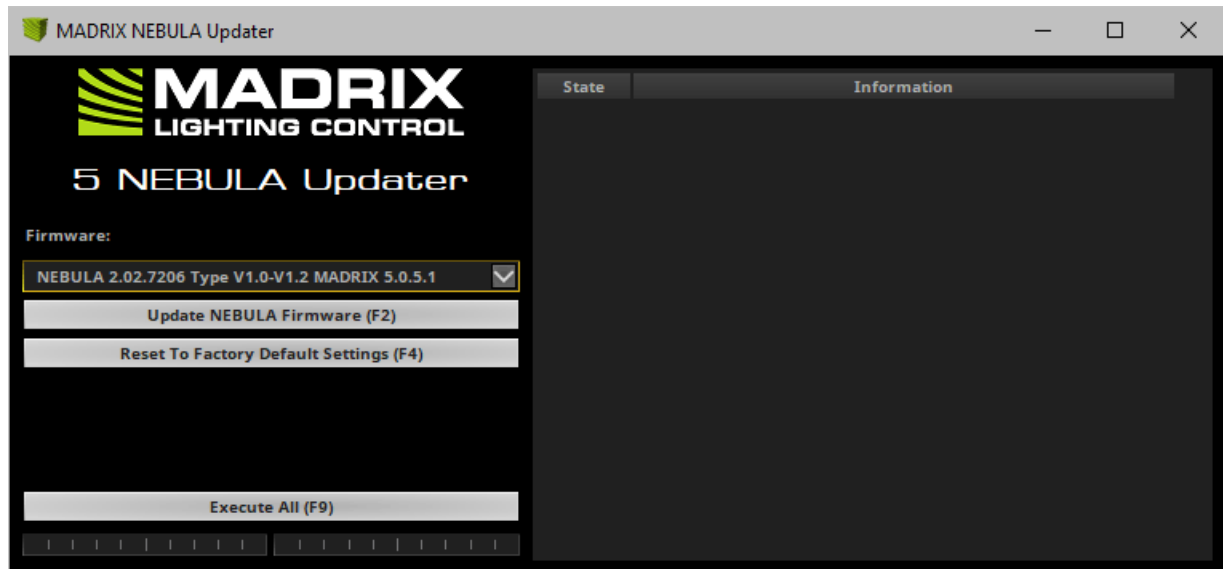 MADRIX NEBULA Updater
MADRIX
LIGHTING CONTROL
5 NEBULA Updater
Firmware:
NEBULA 2.02.7206 Type V1.0-V1.2 MADRIX 5.0.5.1
Update NEBULA Firmware (F2)
Reset To Factory Default Settings (F4)
Execute All (F9)
State Information